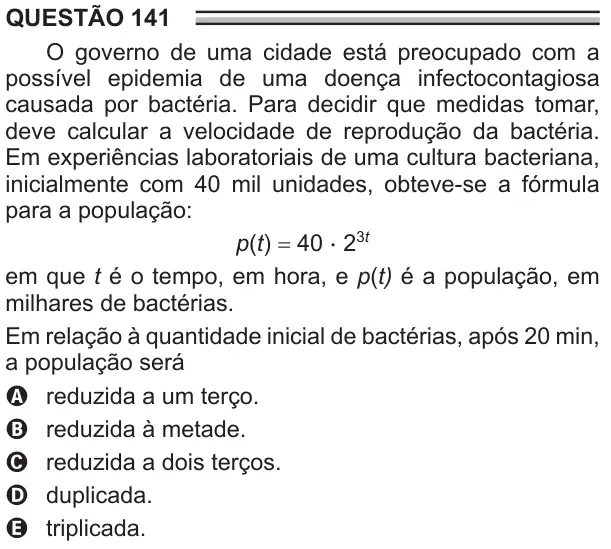 QUESTÃO 141
O governo de uma cidade está preocupado com a
possível epidemia de uma doença infectocontagiosa
causada por bactéria. Para decidir que medidas tomar,
deve calcular a velocidade de reprodução da bactéria.
Em experiências laboratoriais de uma cultura bacteriana,
inicialmente com 40 mil unidades, obteve-se a fórmula
para a população:
p(t) = 40 · 2³ᵗ
em que t é o tempo, em hora, e p(t) é a população, em
milhares de bactérias.
Em relação à quantidade inicial de bactérias, após 20 min,
a população será
A reduzida a um terço.
B reduzida à metade.
C reduzida a dois terços.
D duplicada.
E triplicada.